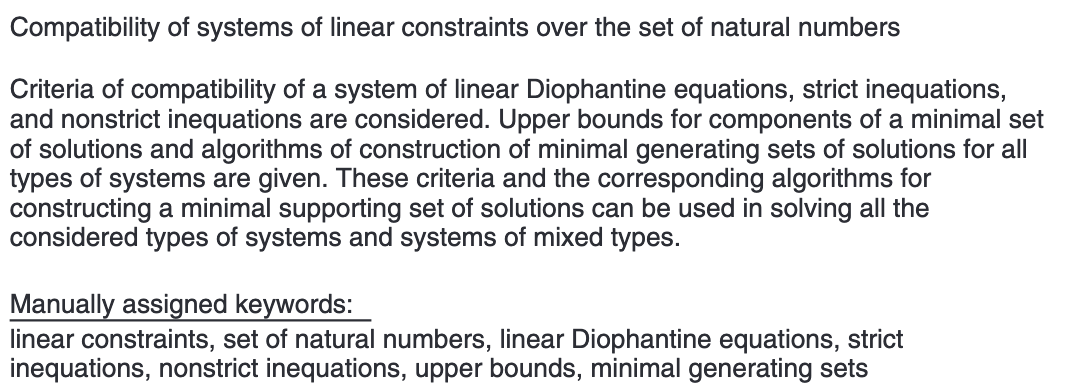 Compatibility of systems of linear constraints over the set of natural numbers
Criteria of compatibility of a system of linear Diophantine equations, strict inequations,
and nonstrict inequations are considered. Upper bounds for components of a minimal set
of solutions and algorithms of construction of minimal generating sets of solutions for all
types of systems are given. These criteria and the corresponding algorithms for
constructing a minimal supporting set of solutions can be used in solving all the
considered types of systems and systems of mixed types.
Manually assigned keywords:
linear constraints, set of natural numbers, linear Diophantine equations, strict
inequations, nonstrict inequations, upper bounds, minimal generating sets